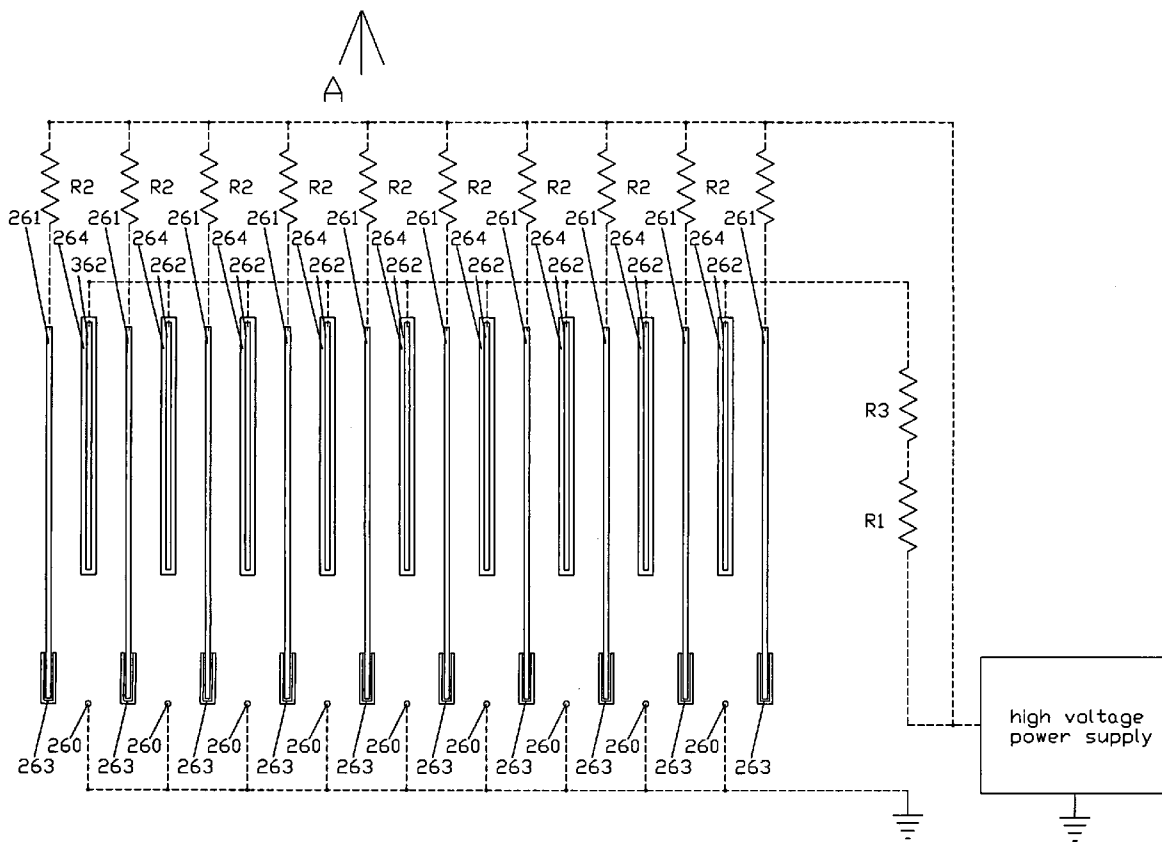 A
R2 R2 R2 R2 R2 R2 R2 R2 R2
261 261 261 261 261 261 261 261 261 261
264 264 264 264 264 264 264 264 264
362 262 262 262 262 262 262 262 262
R3
R1
high voltage
power supply
260 260 260 260 260 260 260 260 260
263 263 263 263 263 263 263 263 263 263